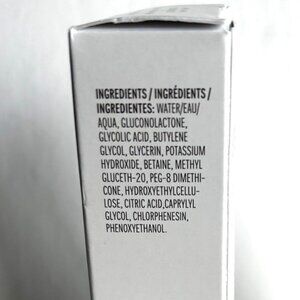 INGREDIENTS / INGRÉDIENTS /
INGREDIENTES: WATER/EAU/
AQUA, GLUCONOLACTONE,
GLYCOLIC ACID, BUTYLENE
GLYCOL, GLYCERIN, POTASSIUM
HYDROXIDE, BETAINE, METHYL
GLUCETH-20, PEG-8 DIMETHI-
CONE, HYDROXYETHYLCELLU-
LOSE, CITRIC ACID,CAPRYLYL
GLYCOL, CHLORPHENESIN,
PHENOXYETHANOL.